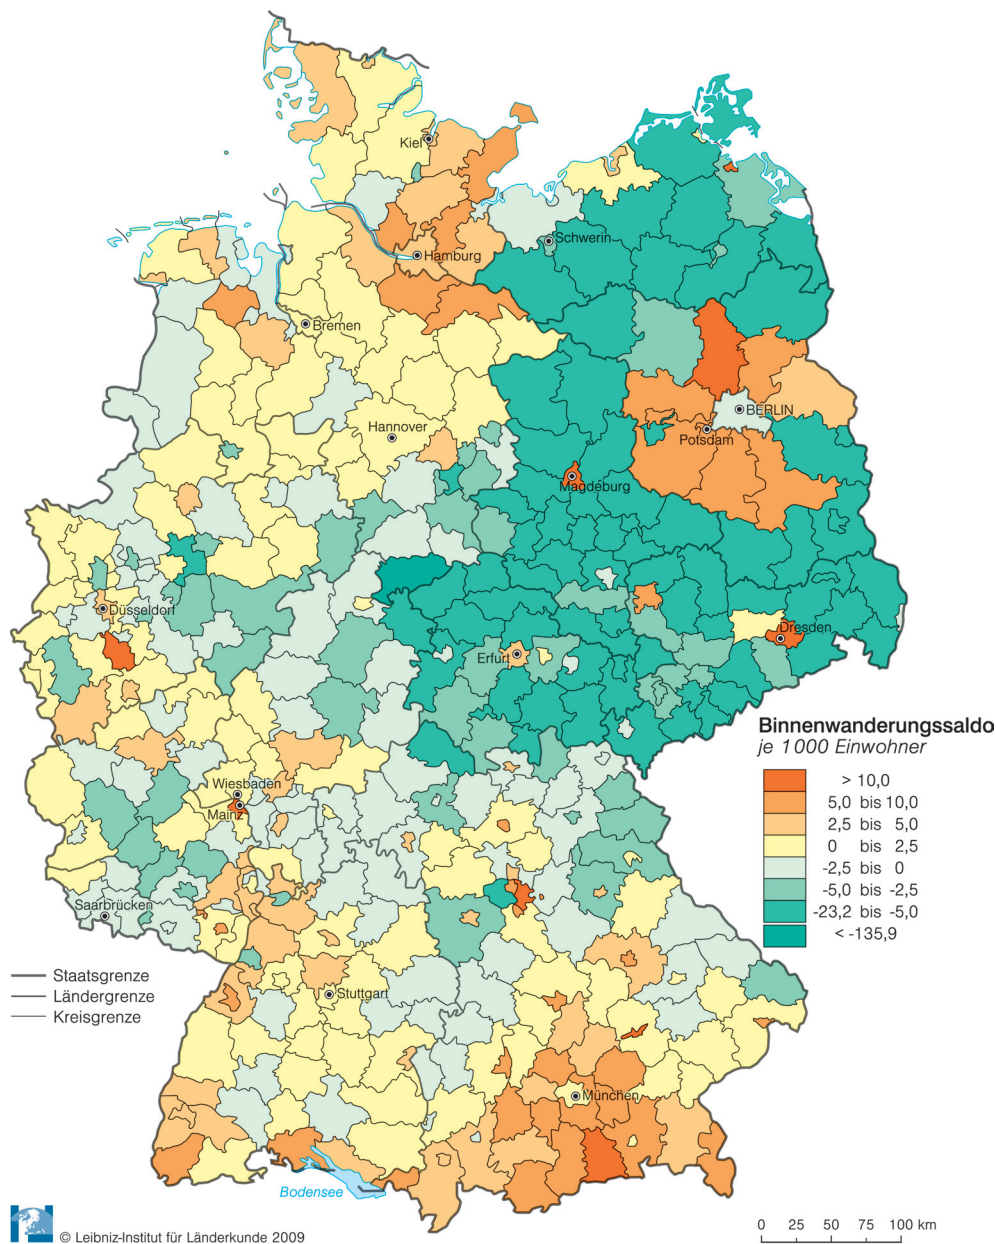 Kiel
Schwerin
Hamburg
Bremen
BERLIN
Hannover
Potsdam
Magdeburg
Düsseldorf
Dresden
Erfurt
Wiesbaden
Mainz
Saarbrücken
Stuttgart
München
Bodensee
Binnenwanderungssaldo
je 1000 Einwohner
> 10,0
5,0 bis 10,0
2,5 bis 5,0
0 bis 2,5
-2,5 bis 0
-5,0 bis -2,5
-23,2 bis -5,0
< -135,9
Staatsgrenze
Ländergrenze
Kreisgrenze
0 25 50 75 100 km
© Leibniz-Institut für Länderkunde 2009